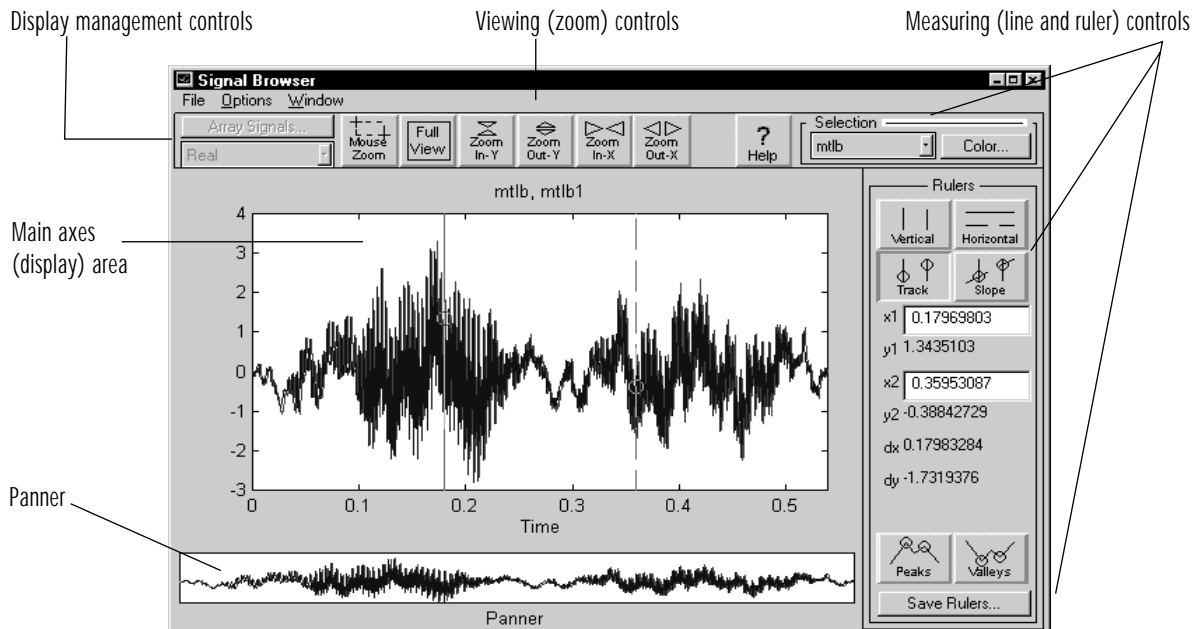 Display management controls
Viewing (zoom) controls
Measuring (line and ruler) controls
Signal Browser
File Options Window
Array Signals...
Real
Mouse
Zoom
Full
View
Zoom
In-Y
Zoom
Out-Y
Zoom
In-X
Zoom
Out-X
?
Help
Selection
mtlb
Color...
Main axes
(display) area
Panner
mtlb, mtlb1
4
3
2
1
0
-1
-2
-3
0 0.1 0.2 0.3 0.4 0.5
Time
Panner
Rulers
Vertical
Horizontal
Track
Slope
x1 0.17969803
y1 1.3435103
x2 0.35953087
y2 -0.38842729
dx 0.17983284
dy -1.7319376
Peaks
Valleys
Save Rulers...